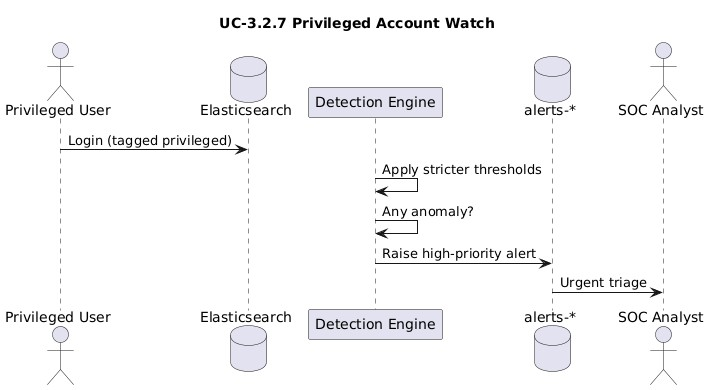 UC-3.2.7 Privileged Account Watch
Privileged User
Elasticsearch
Detection Engine
alerts-*
SOC Analyst
Login (tagged privileged)
Apply stricter thresholds
Any anomaly?
Raise high-priority alert
Urgent triage
Privileged User
Elasticsearch
Detection Engine
alerts-*
SOC Analyst